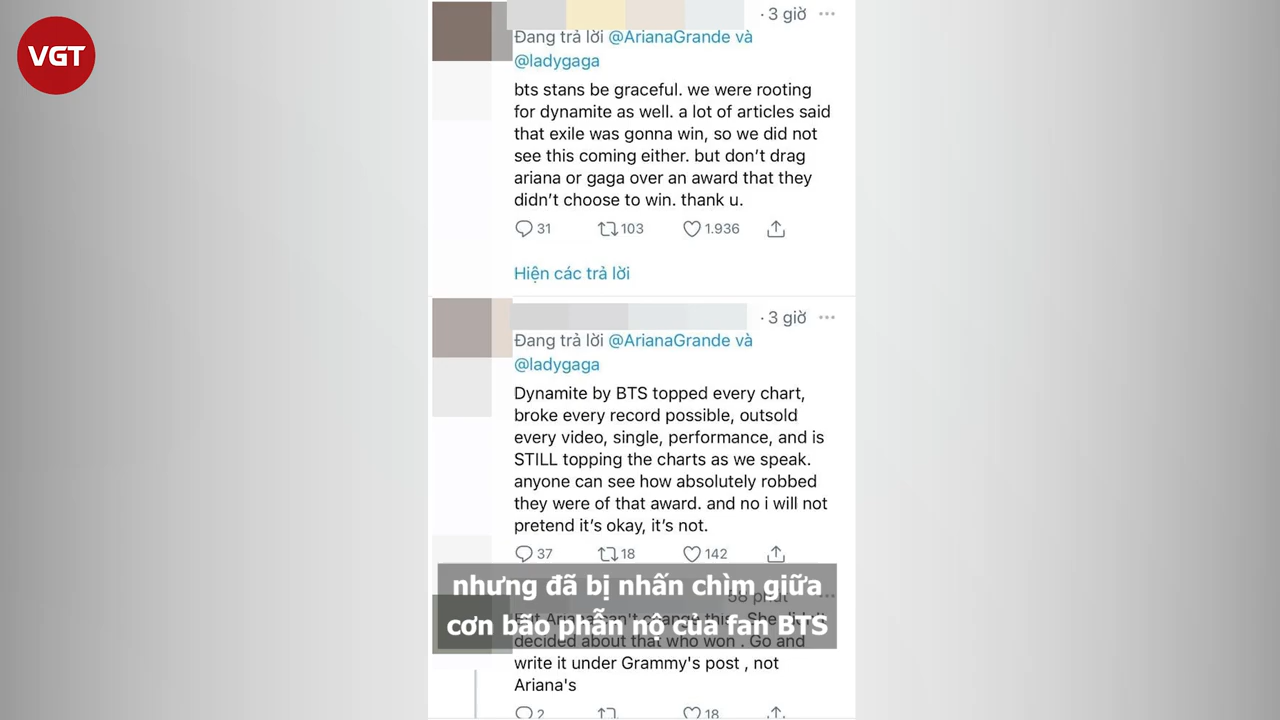 VGT
· 3 giờ ···
Đang trả lời @ArianaGrande và
@ladygaga
bts stans be graceful. we were rooting
for dynamite as well. a lot of articles said
that exile was gonna win, so we did not
see this coming either. but don’t drag
ariana or gaga over an award that they
didn’t choose to win. thank u.
31 103 1.936
Hiện các trả lời
· 3 giờ ···
Đang trả lời @ArianaGrande và
@ladygaga
Dynamite by BTS topped every chart,
broke every record possible, outsold
every video, single, performance, and is
STILL topping the charts as we speak.
anyone can see how absolutely robbed
they were of that award. and no i will not
pretend it’s okay, it’s not.
37 18 142
nhưng đã bị nhấn chìm giữa
cơn bão phẫn nộ của fan BTS
58 phút ···
Ariana can't change this. She
decided about that who won . Go and
write it under Grammy's post , not
Ariana's
2 18